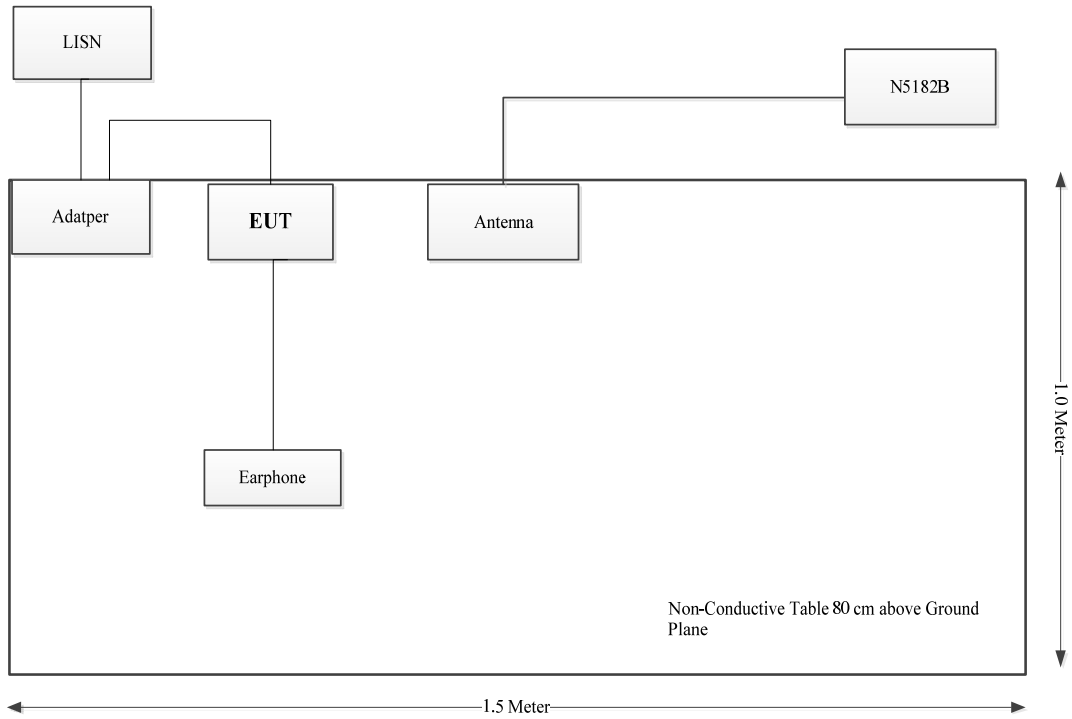 LISN
N5182B
Adatper
EUT
Antenna
Earphone
1.0 Meter
Non-Conductive Table 80 cm above Ground
Plane
1.5 Meter